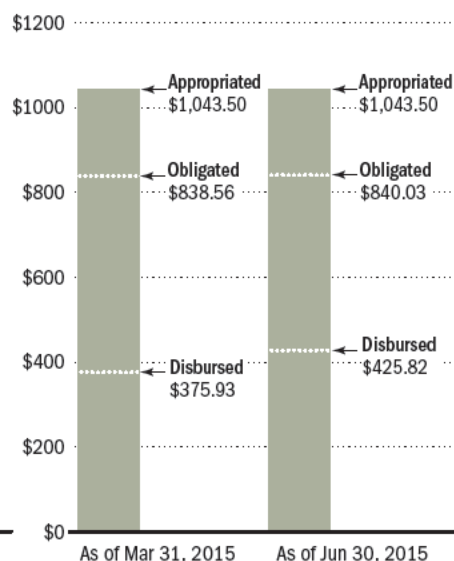 $1200
Appropriated
$1,043.50
Appropriated
$1,043.50
$1000
Obligated
$838.56
Obligated
$840.03
$800
$600
Disbursed
$375.93
Disbursed
$425.82
$400
$200
$0
As of Mar 31, 2015
As of Jun 30, 2015